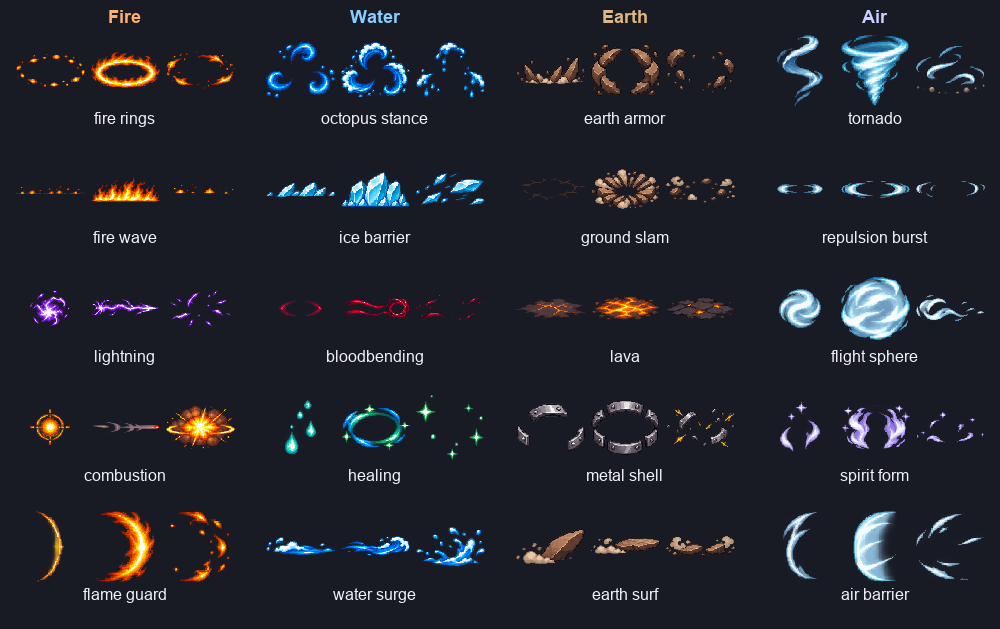 Fire Water Earth Air
fire rings octopus stance earth armor tornado
fire wave ice barrier ground slam repulsion burst
lightning bloodbending lava flight sphere
combustion healing metal shell spirit form
flame guard water surge earth surf air barrier